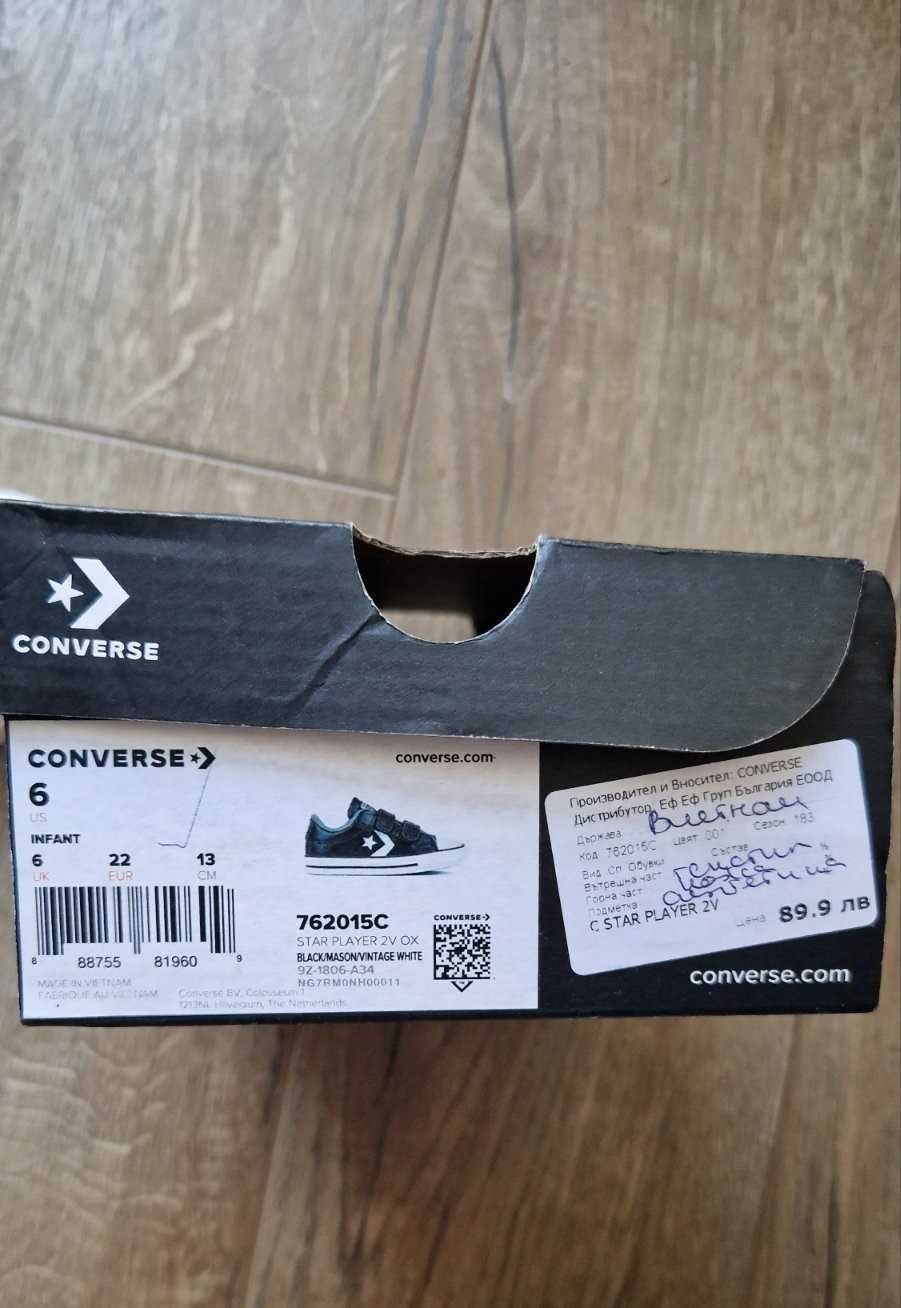 CONVERSE
CONVERSE
converse.com
6
US
INFANT
6 22 13
UK EUR CM
8 88755 81960 9
MADE IN VIETNAM
FABRIQUE AU VIETNAM
Converse BV, Colosseum 1
1213NL Hilversum, The Netherlands
762015C
STAR PLAYER 2V OX
BLACK/MASON/VINTAGE WHITE
9Z-1806-A34
NG7RM0NH00011
CONVERSE
Производител и Вносител: CONVERSE
Дистрибутор: Еф Еф Груп България ЕООД
Държава Виетнам
Код 762015C Цвят 001 Сезон 183
Вид Сп. Обувки Състав %
Вътрешна част текстил
Горна част кожа
Подметка
C STAR PLAYER 2V
Цена 89.9 ЛВ
converse.com